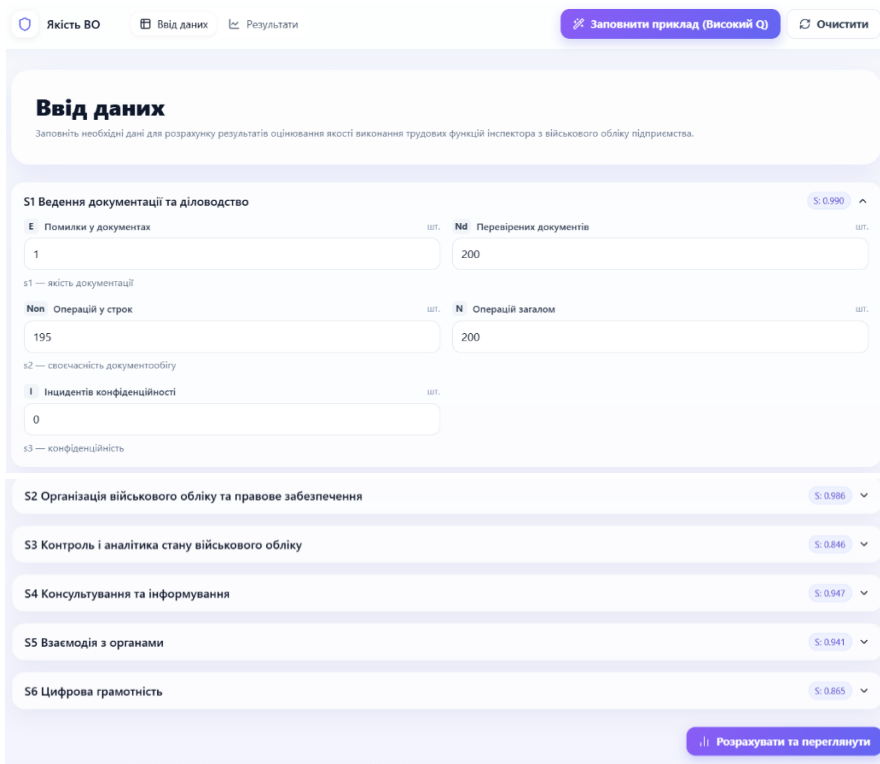 Якість ВО
Ввід даних
Результати
Заповнити приклад (Високий Q)
Очистити
Ввід даних
Заповніть необхідні дані для розрахунку результатів оцінювання якості виконання трудових функцій інспектора з військового обліку підприємства.
S1 Ведення документації та діловодство S: 0.990
E Помилки у документах шт. Nd Перевірених документів шт.
1 200
s1 — якість документації
Non Операцій у строк шт. N Операцій загалом шт.
195 200
s2 — своєчасність документообігу
I Інцидентів конфіденційності шт.
0
s3 — конфіденційність
S2 Організація військового обліку та правове забезпечення S: 0.986
S3 Контроль і аналітика стану військового обліку S: 0.846
S4 Консультування та інформування S: 0.947
S5 Взаємодія з органами S: 0.941
S6 Цифрова грамотність S: 0.865
Розрахувати та переглянути